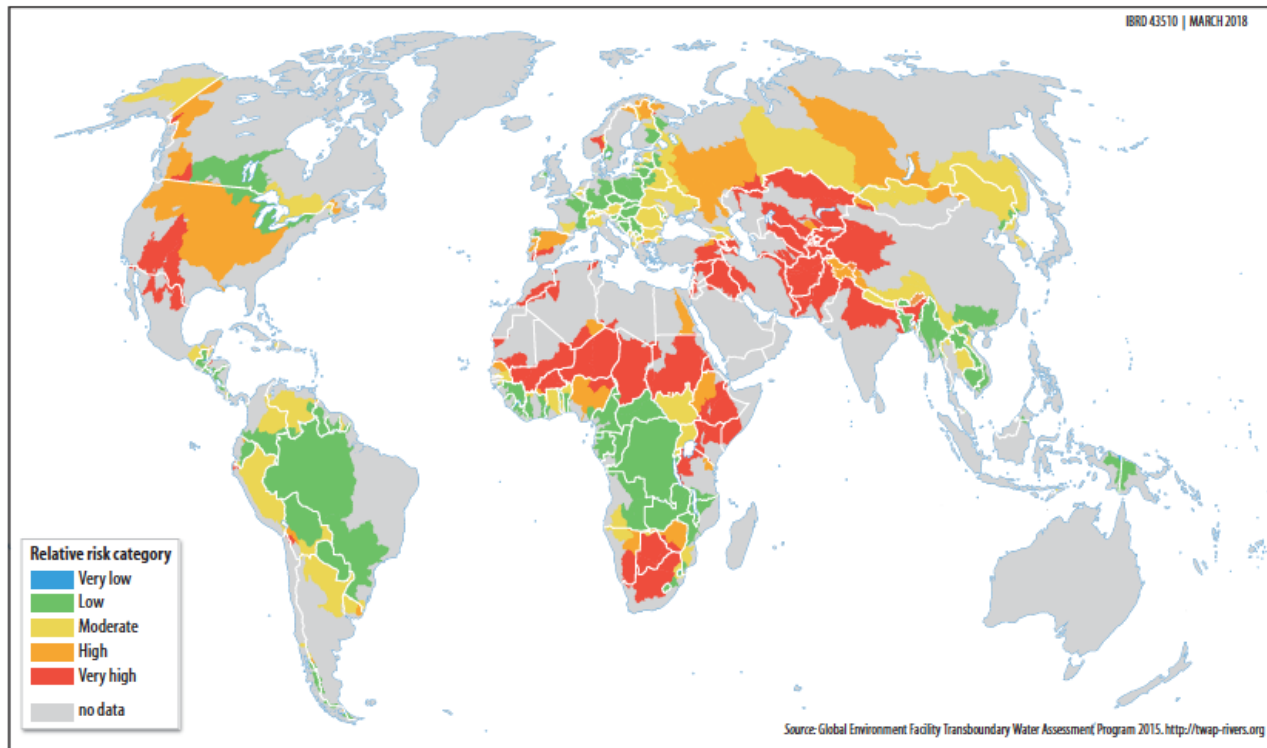 IBRD 43510 | MARCH 2018
Relative risk category
Very low
Low
Moderate
High
Very high
no data
Source: Global Environment Facility Transboundary Water Assessment Program 2015. http://twap-rivers.org